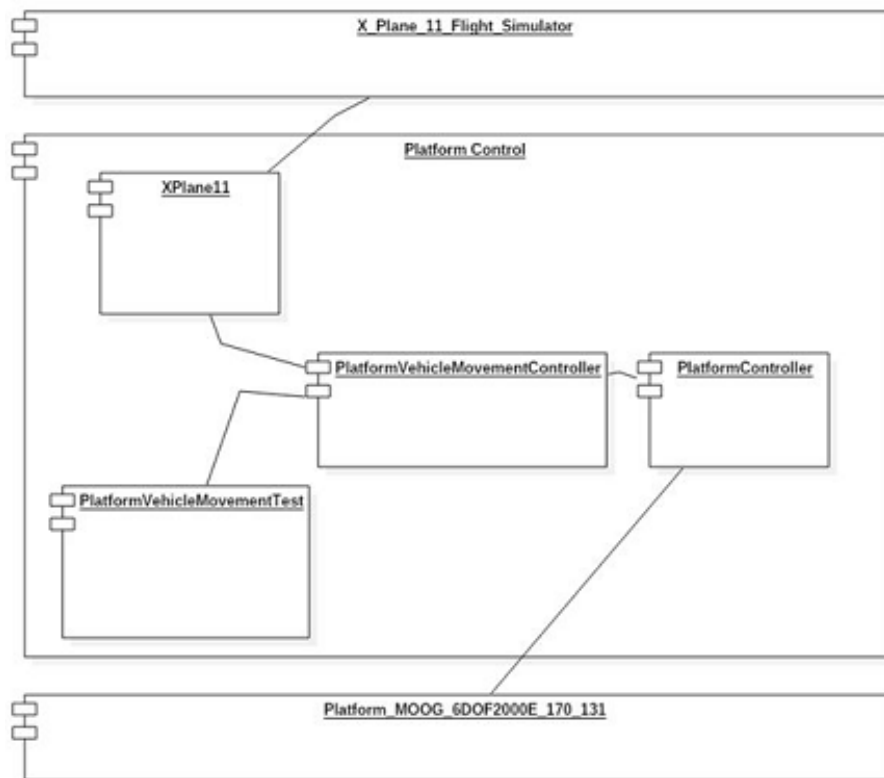 X_Plane_11_Flight_Simulator
Platform Control
XPlane11
PlatformVehicleMovementController
PlatformController
PlatformVehicleMovementTest
Platform_MOOG_6DOF2000E_170_131